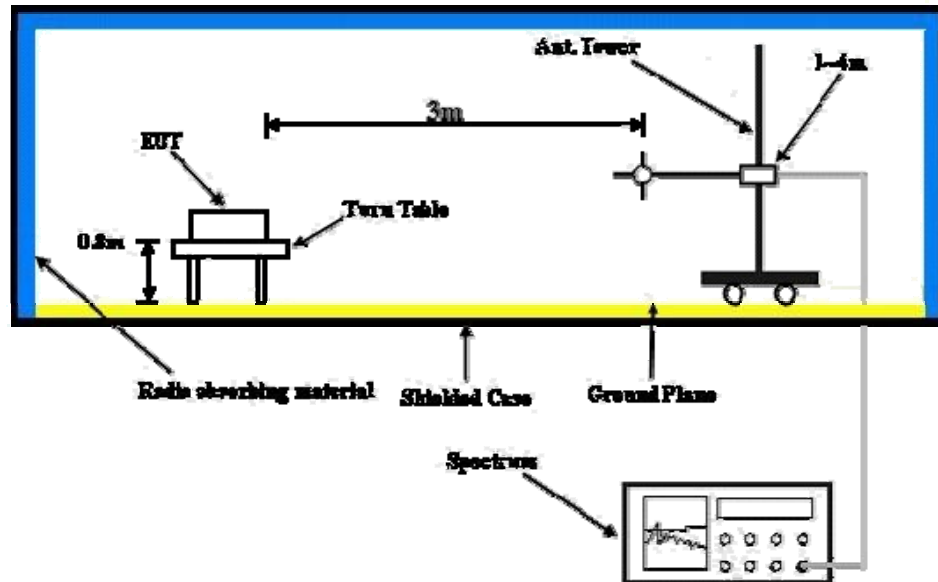 Ant. Tower
1-4m
3m
EUT
Turn Table
0.8m
Radio absorbing material
Shielded Case
Ground Plane
Spectrum